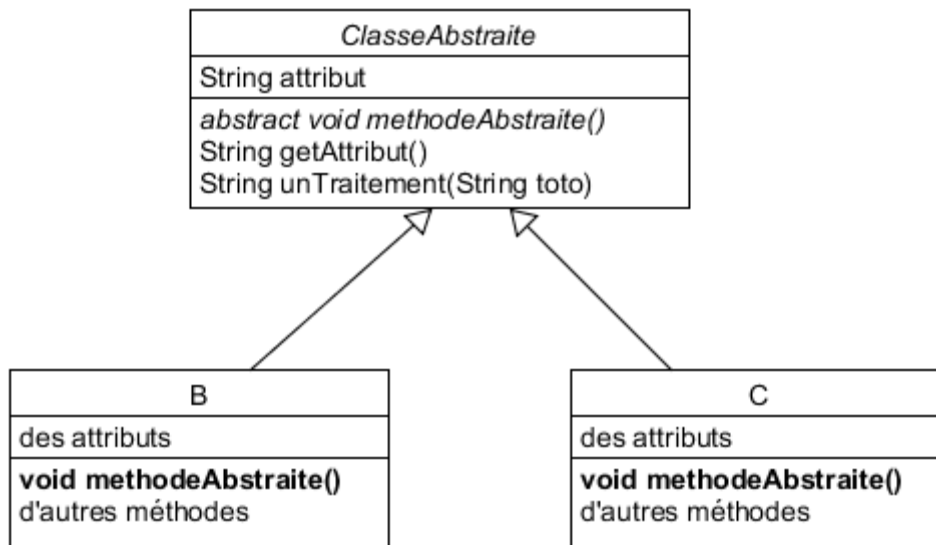 ClasseAbstraite
String attribut
abstract void methodeAbstraite()
String getAttribut()
String unTraitement(String toto)
B
des attributs
void methodeAbstraite()
d'autres méthodes
C
des attributs
void methodeAbstraite()
d'autres méthodes